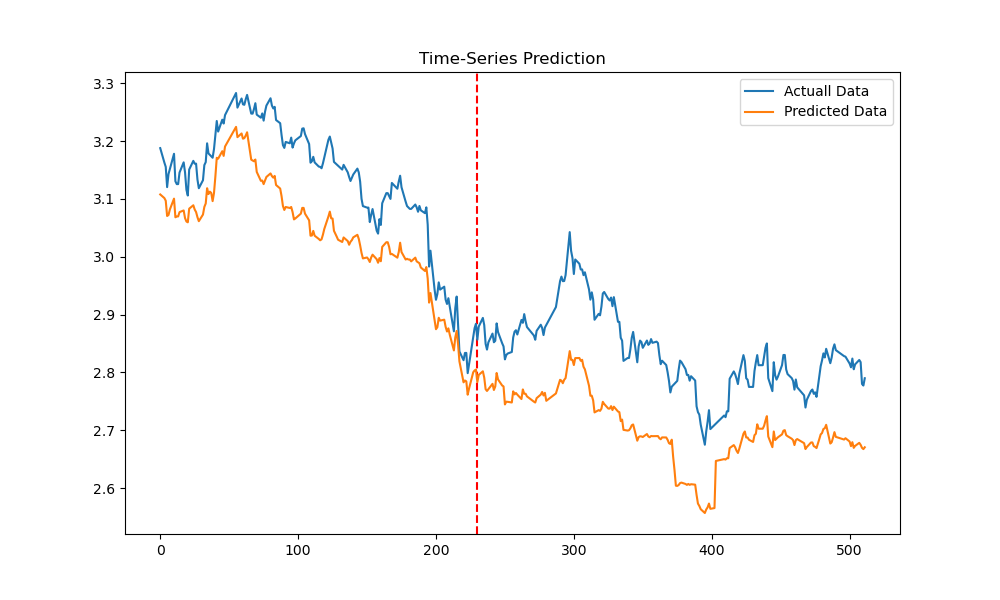 Time-Series Prediction
Actuall Data
Predicted Data
3.3
3.2
3.1
3.0
2.9
2.8
2.7
2.6
0 100 200 300 400 500